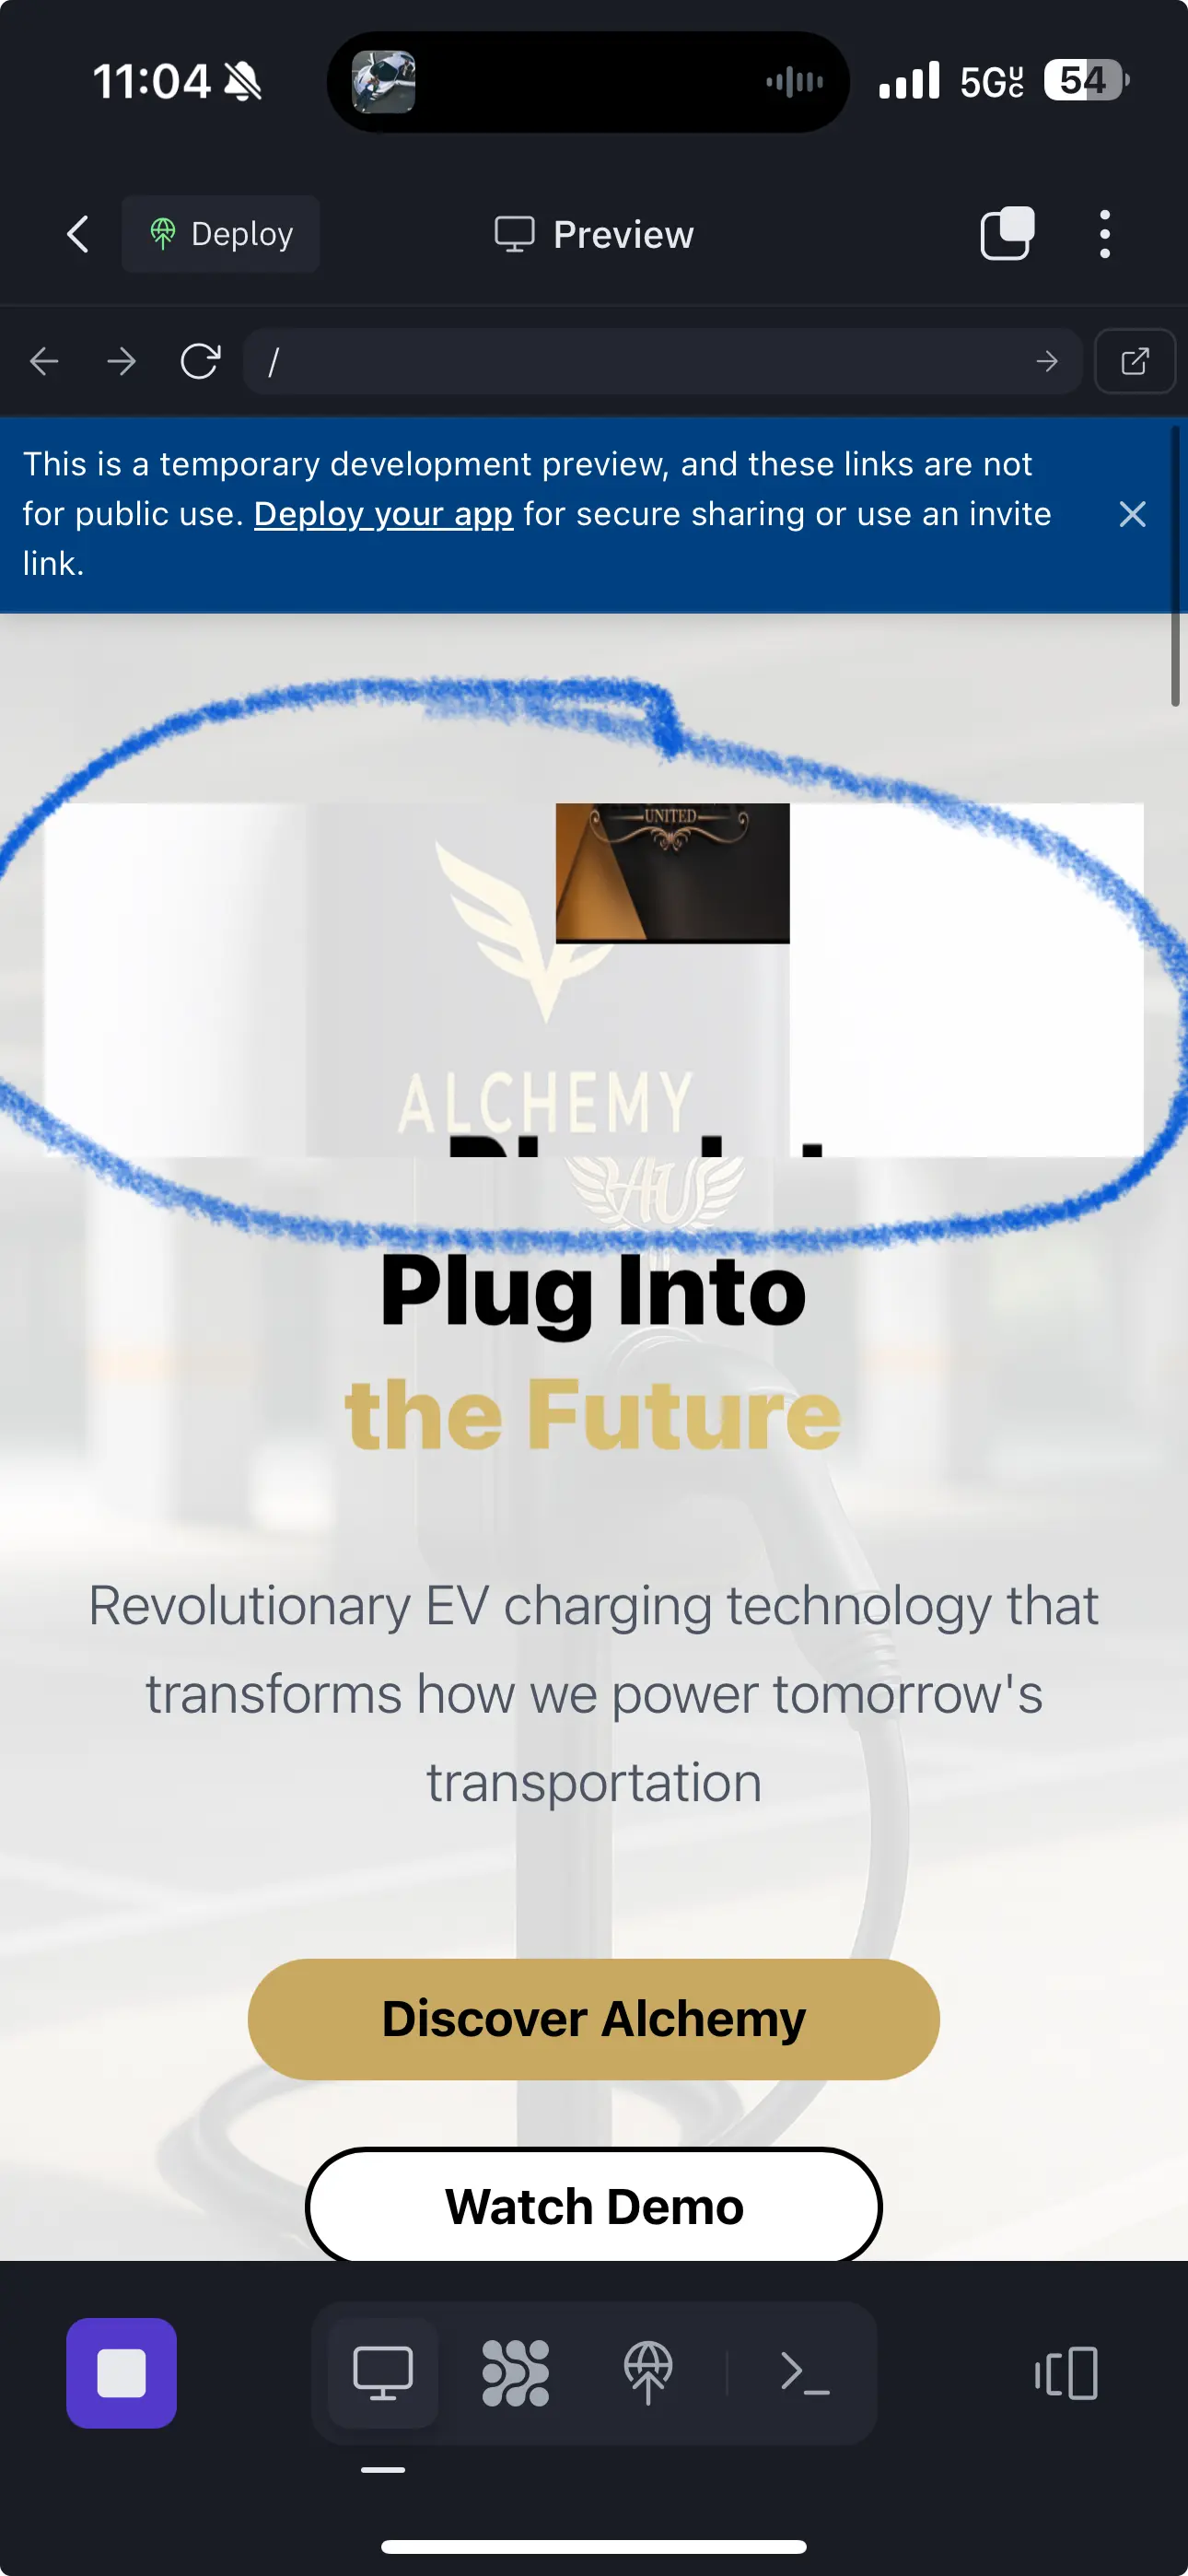 11:04
5G UC
54
Deploy
Preview
/
This is a temporary development preview, and these links are not
for public use. Deploy your app for secure sharing or use an invite
link.
UNITED
ALCHEMY
AU
Plug Into
the Future
Revolutionary EV charging technology that
transforms how we power tomorrow's
transportation
Discover Alchemy
Watch Demo